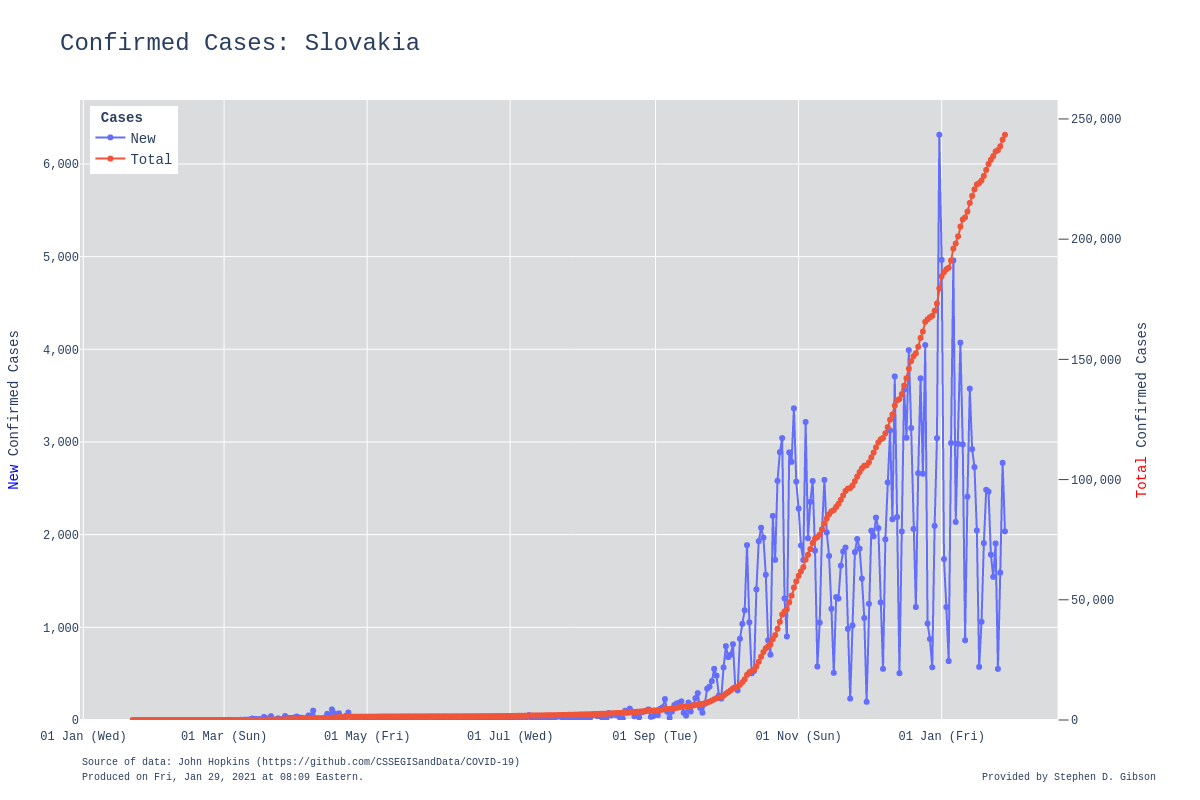 Confirmed Cases: Slovakia
Cases
New
Total
6,000
5,000
4,000
3,000
2,000
1,000
0
New Confirmed Cases
250,000
200,000
150,000
100,000
50,000
0
Total Confirmed Cases
01 Jan (Wed) 01 Mar (Sun) 01 May (Fri) 01 Jul (Wed) 01 Sep (Tue) 01 Nov (Sun) 01 Jan (Fri)
Source of data: John Hopkins (https://github.com/CSSEGISandData/COVID-19)
Produced on Fri, Jan 29, 2021 at 08:09 Eastern.
Provided by Stephen D. Gibson